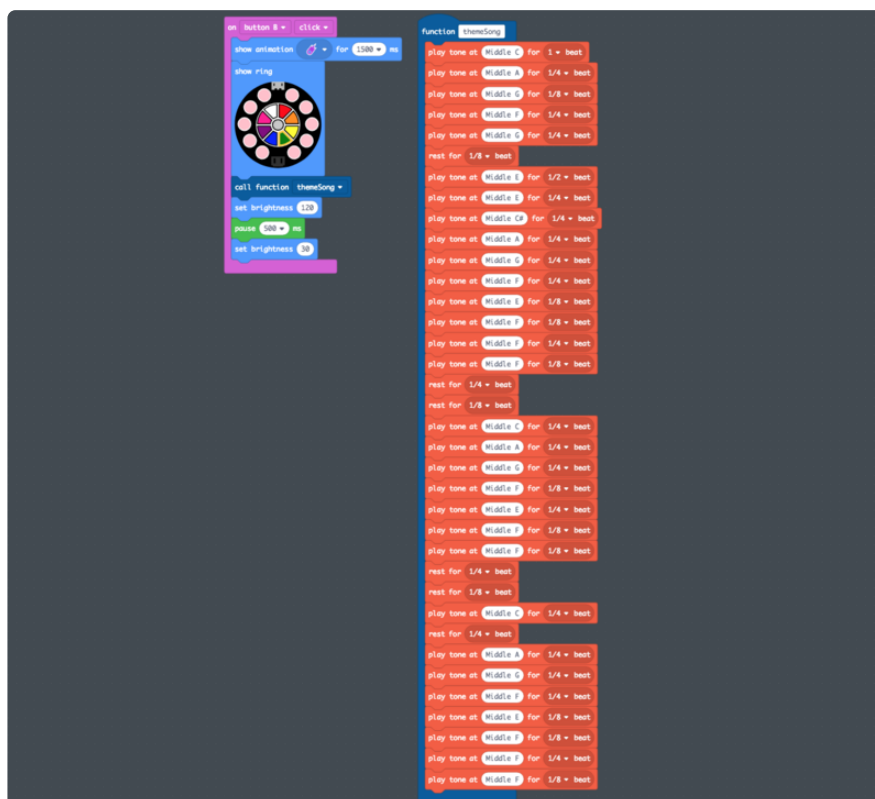 on button B click
show animation for 1500 ms
show ring
call function themeSong
set brightness 120
pause 500 ms
set brightness 30
function themeSong
play tone at Middle C for 1 beat
play tone at Middle A for 1/4 beat
play tone at Middle G for 1/8 beat
play tone at Middle F for 1/4 beat
play tone at Middle G for 1/4 beat
rest for 1/8 beat
play tone at Middle E for 1/2 beat
play tone at Middle E for 1/4 beat
play tone at Middle C# for 1/4 beat
play tone at Middle A for 1/4 beat
play tone at Middle G for 1/4 beat
play tone at Middle F for 1/4 beat
play tone at Middle E for 1/8 beat
play tone at Middle F for 1/8 beat
play tone at Middle F for 1/4 beat
play tone at Middle F for 1/8 beat
rest for 1/4 beat
rest for 1/8 beat
play tone at Middle C for 1/4 beat
play tone at Middle A for 1/4 beat
play tone at Middle G for 1/4 beat
play tone at Middle F for 1/8 beat
play tone at Middle E for 1/4 beat
play tone at Middle F for 1/8 beat
play tone at Middle F for 1/8 beat
rest for 1/4 beat
rest for 1/8 beat
play tone at Middle C for 1/4 beat
rest for 1/4 beat
play tone at Middle A for 1/4 beat
play tone at Middle G for 1/4 beat
play tone at Middle F for 1/4 beat
play tone at Middle E for 1/8 beat
play tone at Middle F for 1/8 beat
play tone at Middle F for 1/4 beat
play tone at Middle F for 1/8 beat